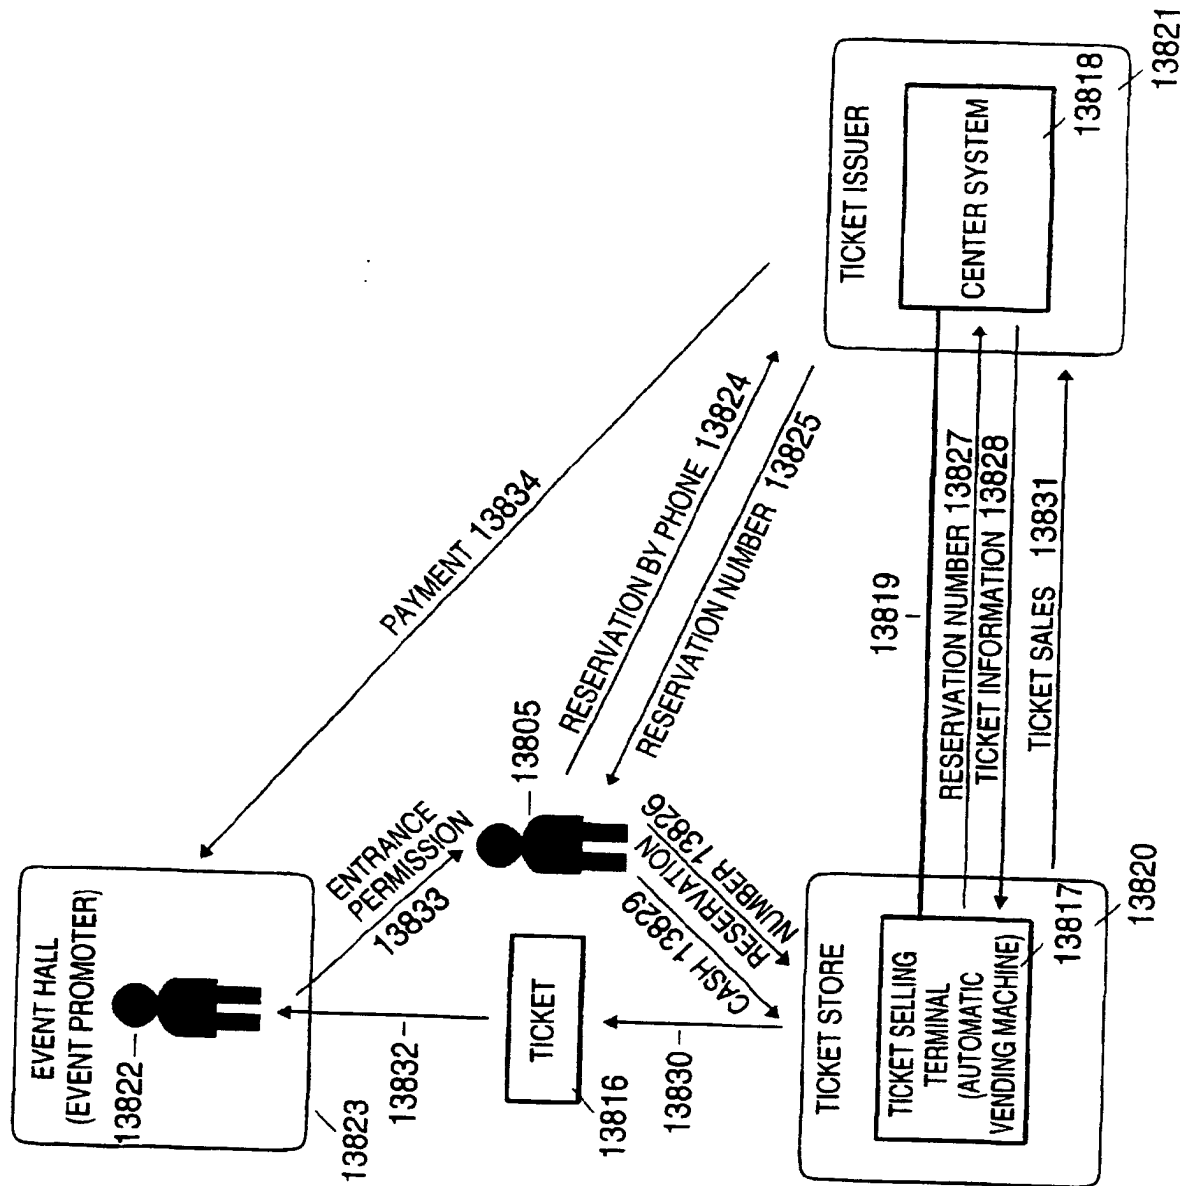 EVENT HALL
(EVENT PROMOTER)
13822
13823
13832
ENTRANCE
PERMISSION
13833
PAYMENT 13834
13805
TICKET
13816
13830
RESERVATION BY PHONE 13824
RESERVATION NUMBER 13825
RESERVATION
NUMBER 13826
CASH 13829
TICKET STORE
TICKET SELLING
TERMINAL
(AUTOMATIC
VENDING MACHINE)
13817
13820
13819
RESERVATION NUMBER 13827
TICKET INFORMATION 13828
TICKET SALES 13831
TICKET ISSUER
CENTER SYSTEM
13818
13821